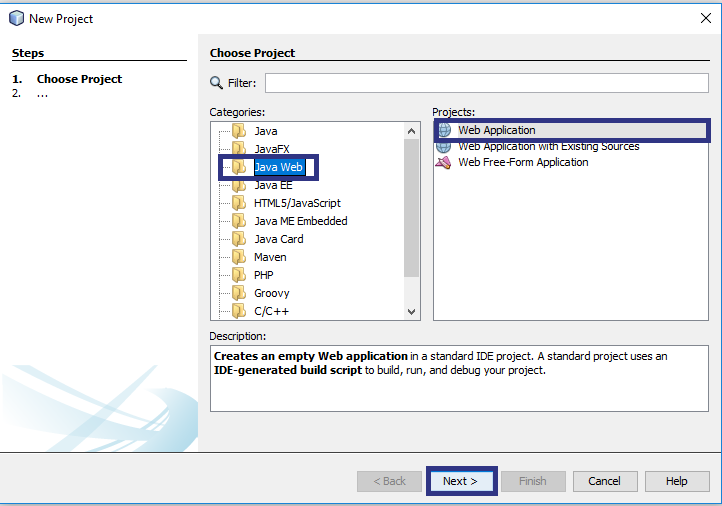 New Project
Steps
1. Choose Project
2. ...
Choose Project
Filter:
Categories:
Java
JavaFX
Java Web
Java EE
HTML5/JavaScript
Java ME Embedded
Java Card
Maven
PHP
Groovy
C/C++
Projects:
Web Application
Web Application with Existing Sources
Web Free-Form Application
Description:
Creates an empty Web application in a standard IDE project. A standard project uses an
IDE-generated build script to build, run, and debug your project.
< Back
Next >
Finish
Cancel
Help